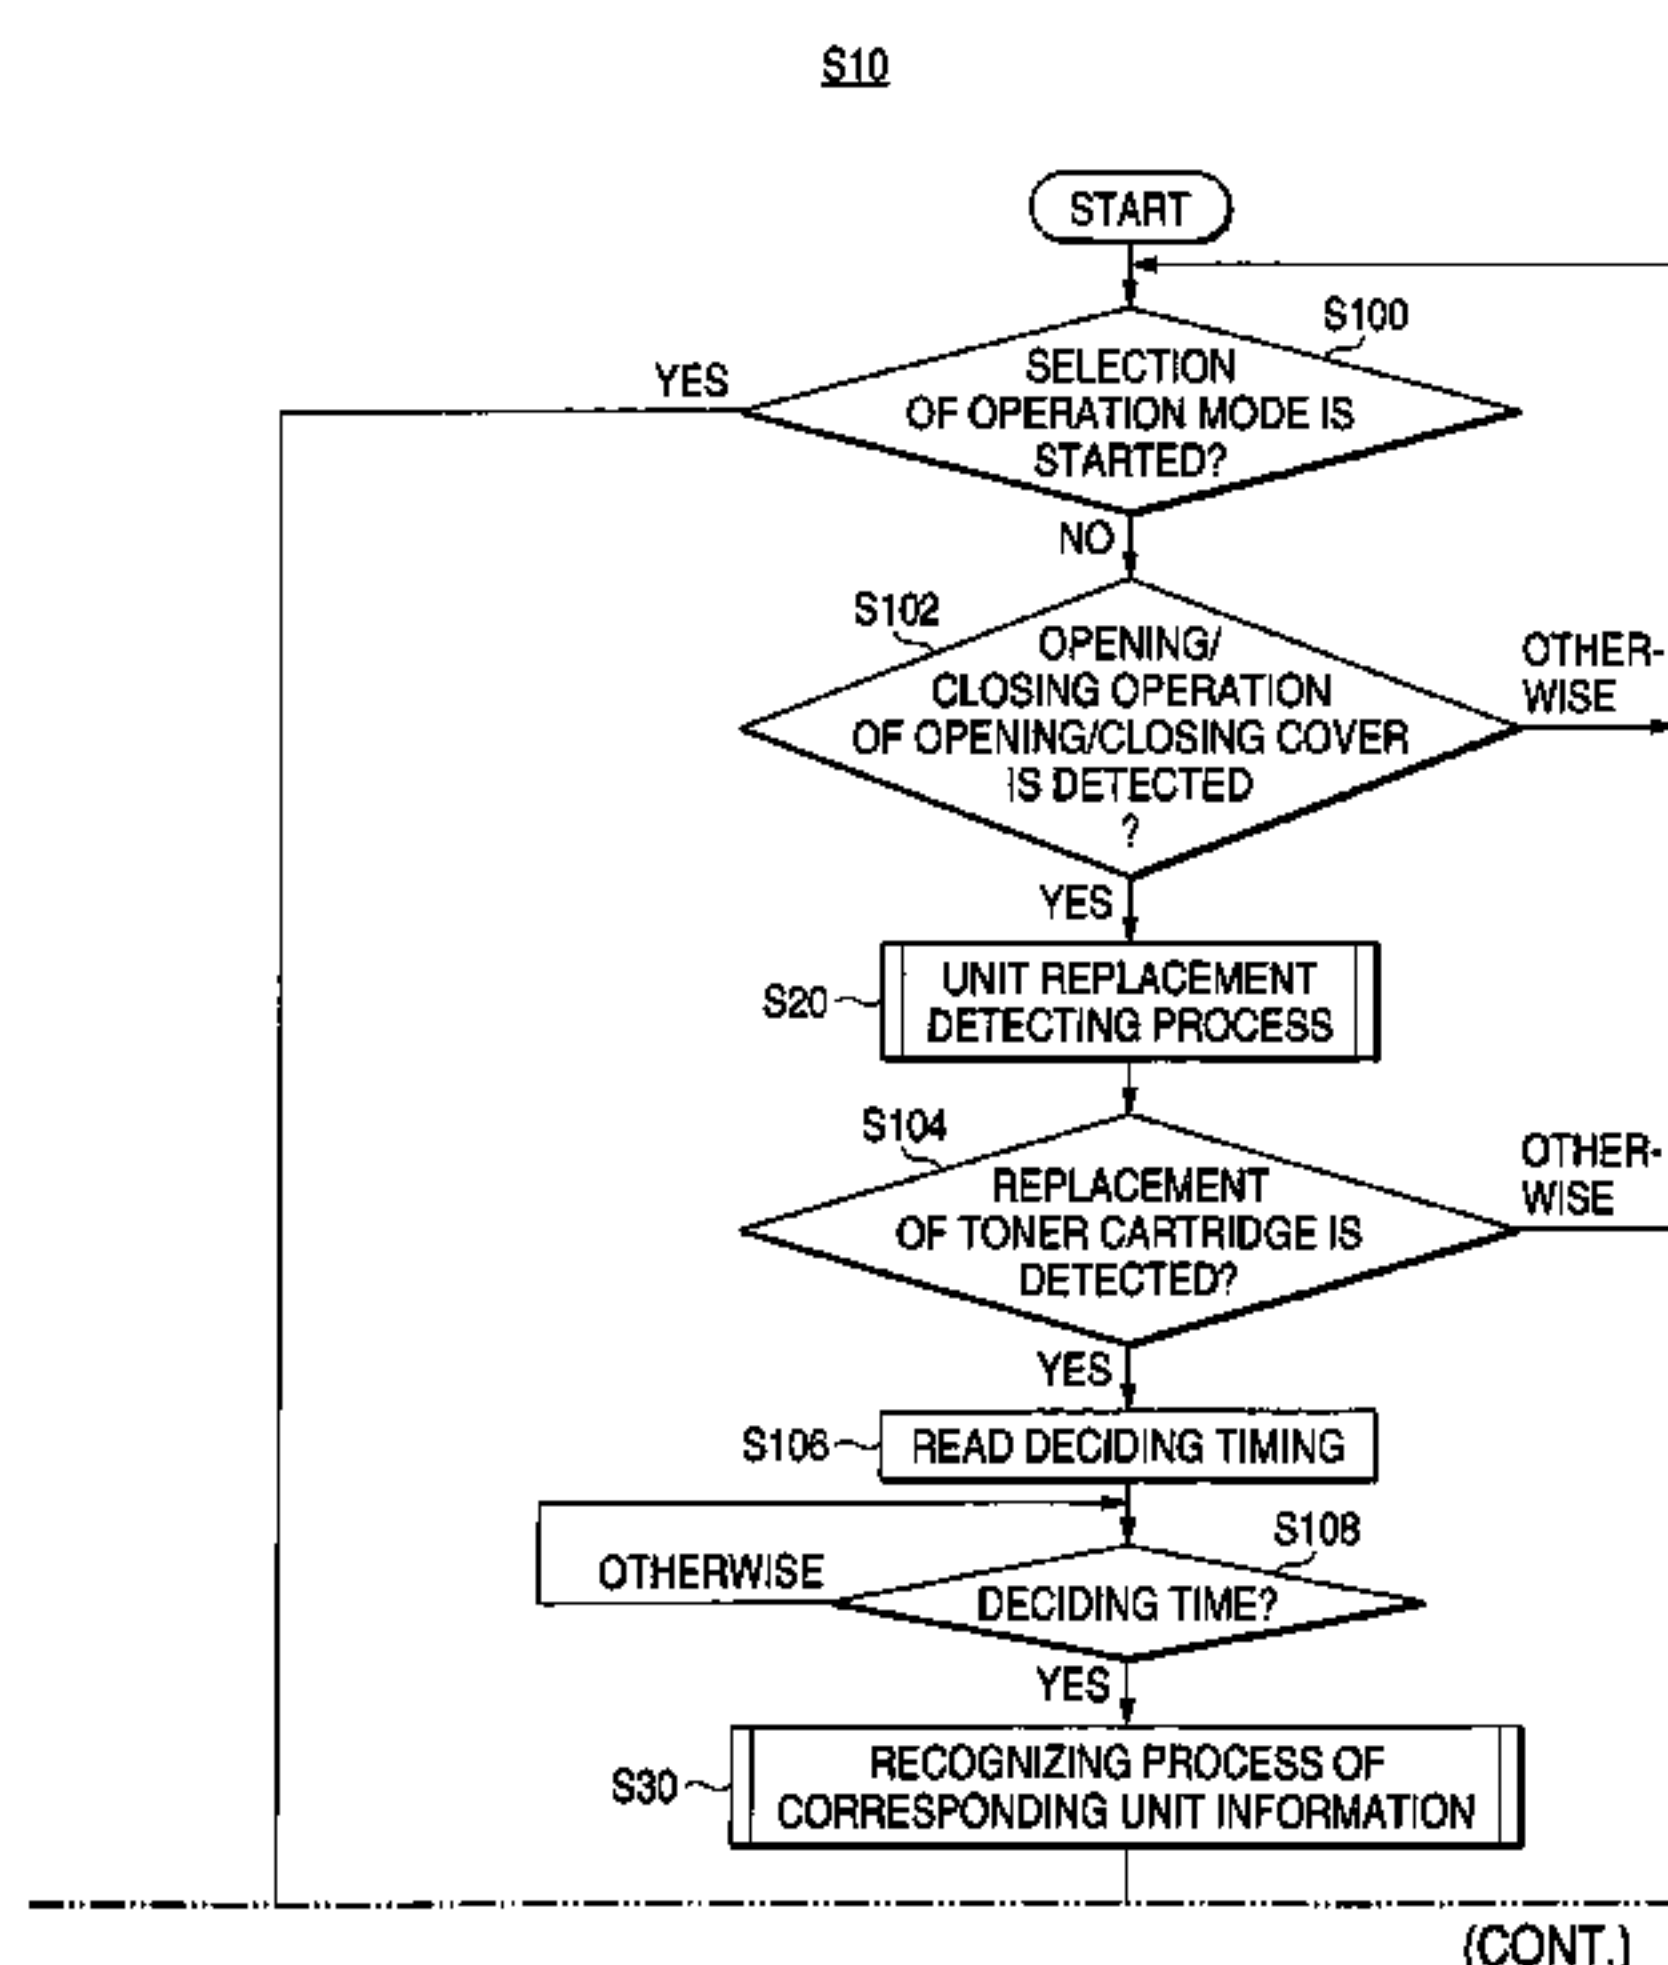 S10
START
S100
YES
SELECTION
OF OPERATION MODE IS
STARTED?
NO
S102
OPENING/
CLOSING OPERATION
OF OPENING/CLOSING COVER
IS DETECTED
?
OTHER-
WISE
YES
S20
UNIT REPLACEMENT
DETECTING PROCESS
S104
REPLACEMENT
OF TONER CARTRIDGE IS
DETECTED?
OTHER-
WISE
YES
S106
READ DECIDING TIMING
S108
OTHERWISE
DECIDING TIME?
YES
S30
RECOGNIZING PROCESS OF
CORRESPONDING UNIT INFORMATION
(CONT.)